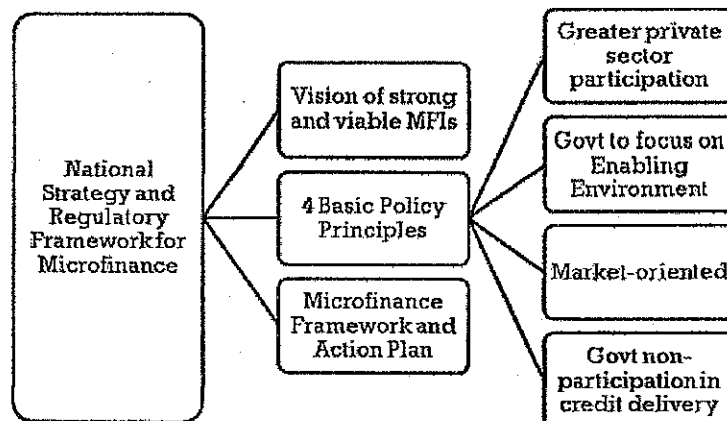 National
Strategy and
Regulatory
Framework for
Microfinance
Vision of strong
and viable MFIs
4 Basic Policy
Principles
Microfinance
Framework and
Action Plan
Greater private
sector
participation
Govt to focus on
Enabling
Environment
Market-oriented
Govt non-
participation in
credit delivery